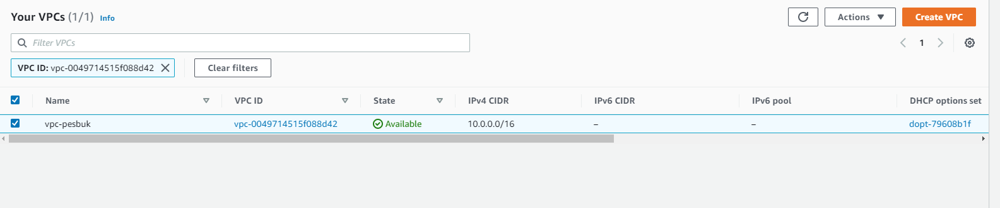 Your VPCs (1/1) Info
Actions
Create VPC
Filter VPCs
1
VPC ID: vpc-0049714515f088d42
Clear filters
Name VPC ID State IPv4 CIDR IPv6 CIDR IPv6 pool DHCP options set
vpc-pesbuk vpc-0049714515f088d42 Available 10.0.0.0/16 – – dopt-79608b1f